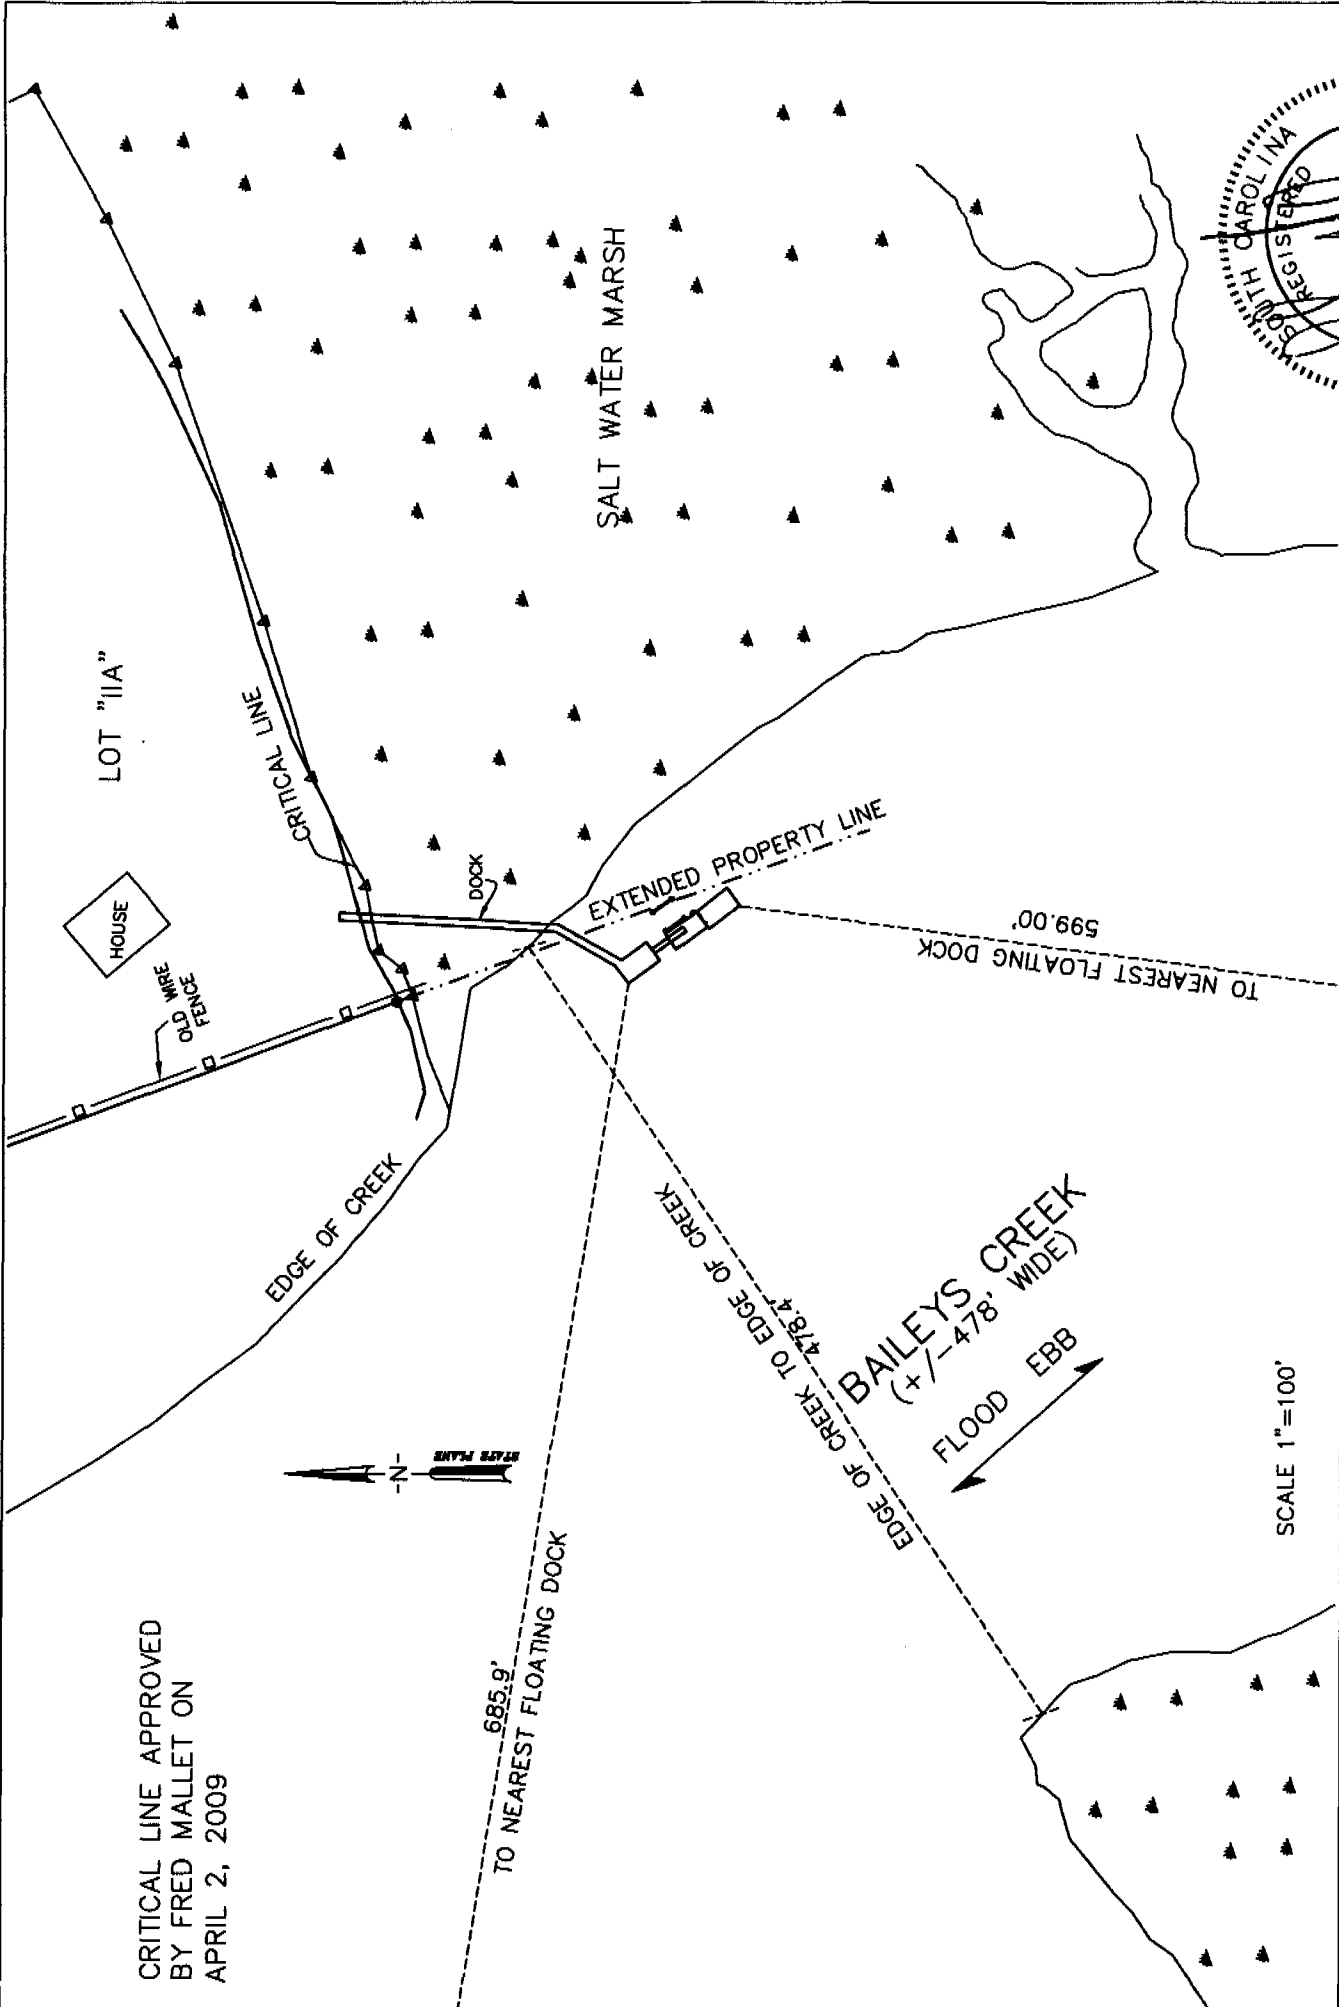 CRITICAL LINE APPROVED
BY FRED MALLET ON
APRIL 2, 2009
LOT "11A"
HOUSE
OLD WIRE
FENCE
CRITICAL LINE
DOCK
SALT WATER MARSH
EXTENDED PROPERTY LINE
EDGE OF CREEK
-N-
STATE PLANE
685.9'
TO NEAREST FLOATING DOCK
599.00'
TO NEAREST FLOATING DOCK
EDGE OF CREEK TO EDGE OF CREEK
478.4'
BAILEYS CREEK
(+/-478' WIDE)
FLOOD EBB
SCALE 1"=100'
SOUTH CAROLINA
REGISTERED